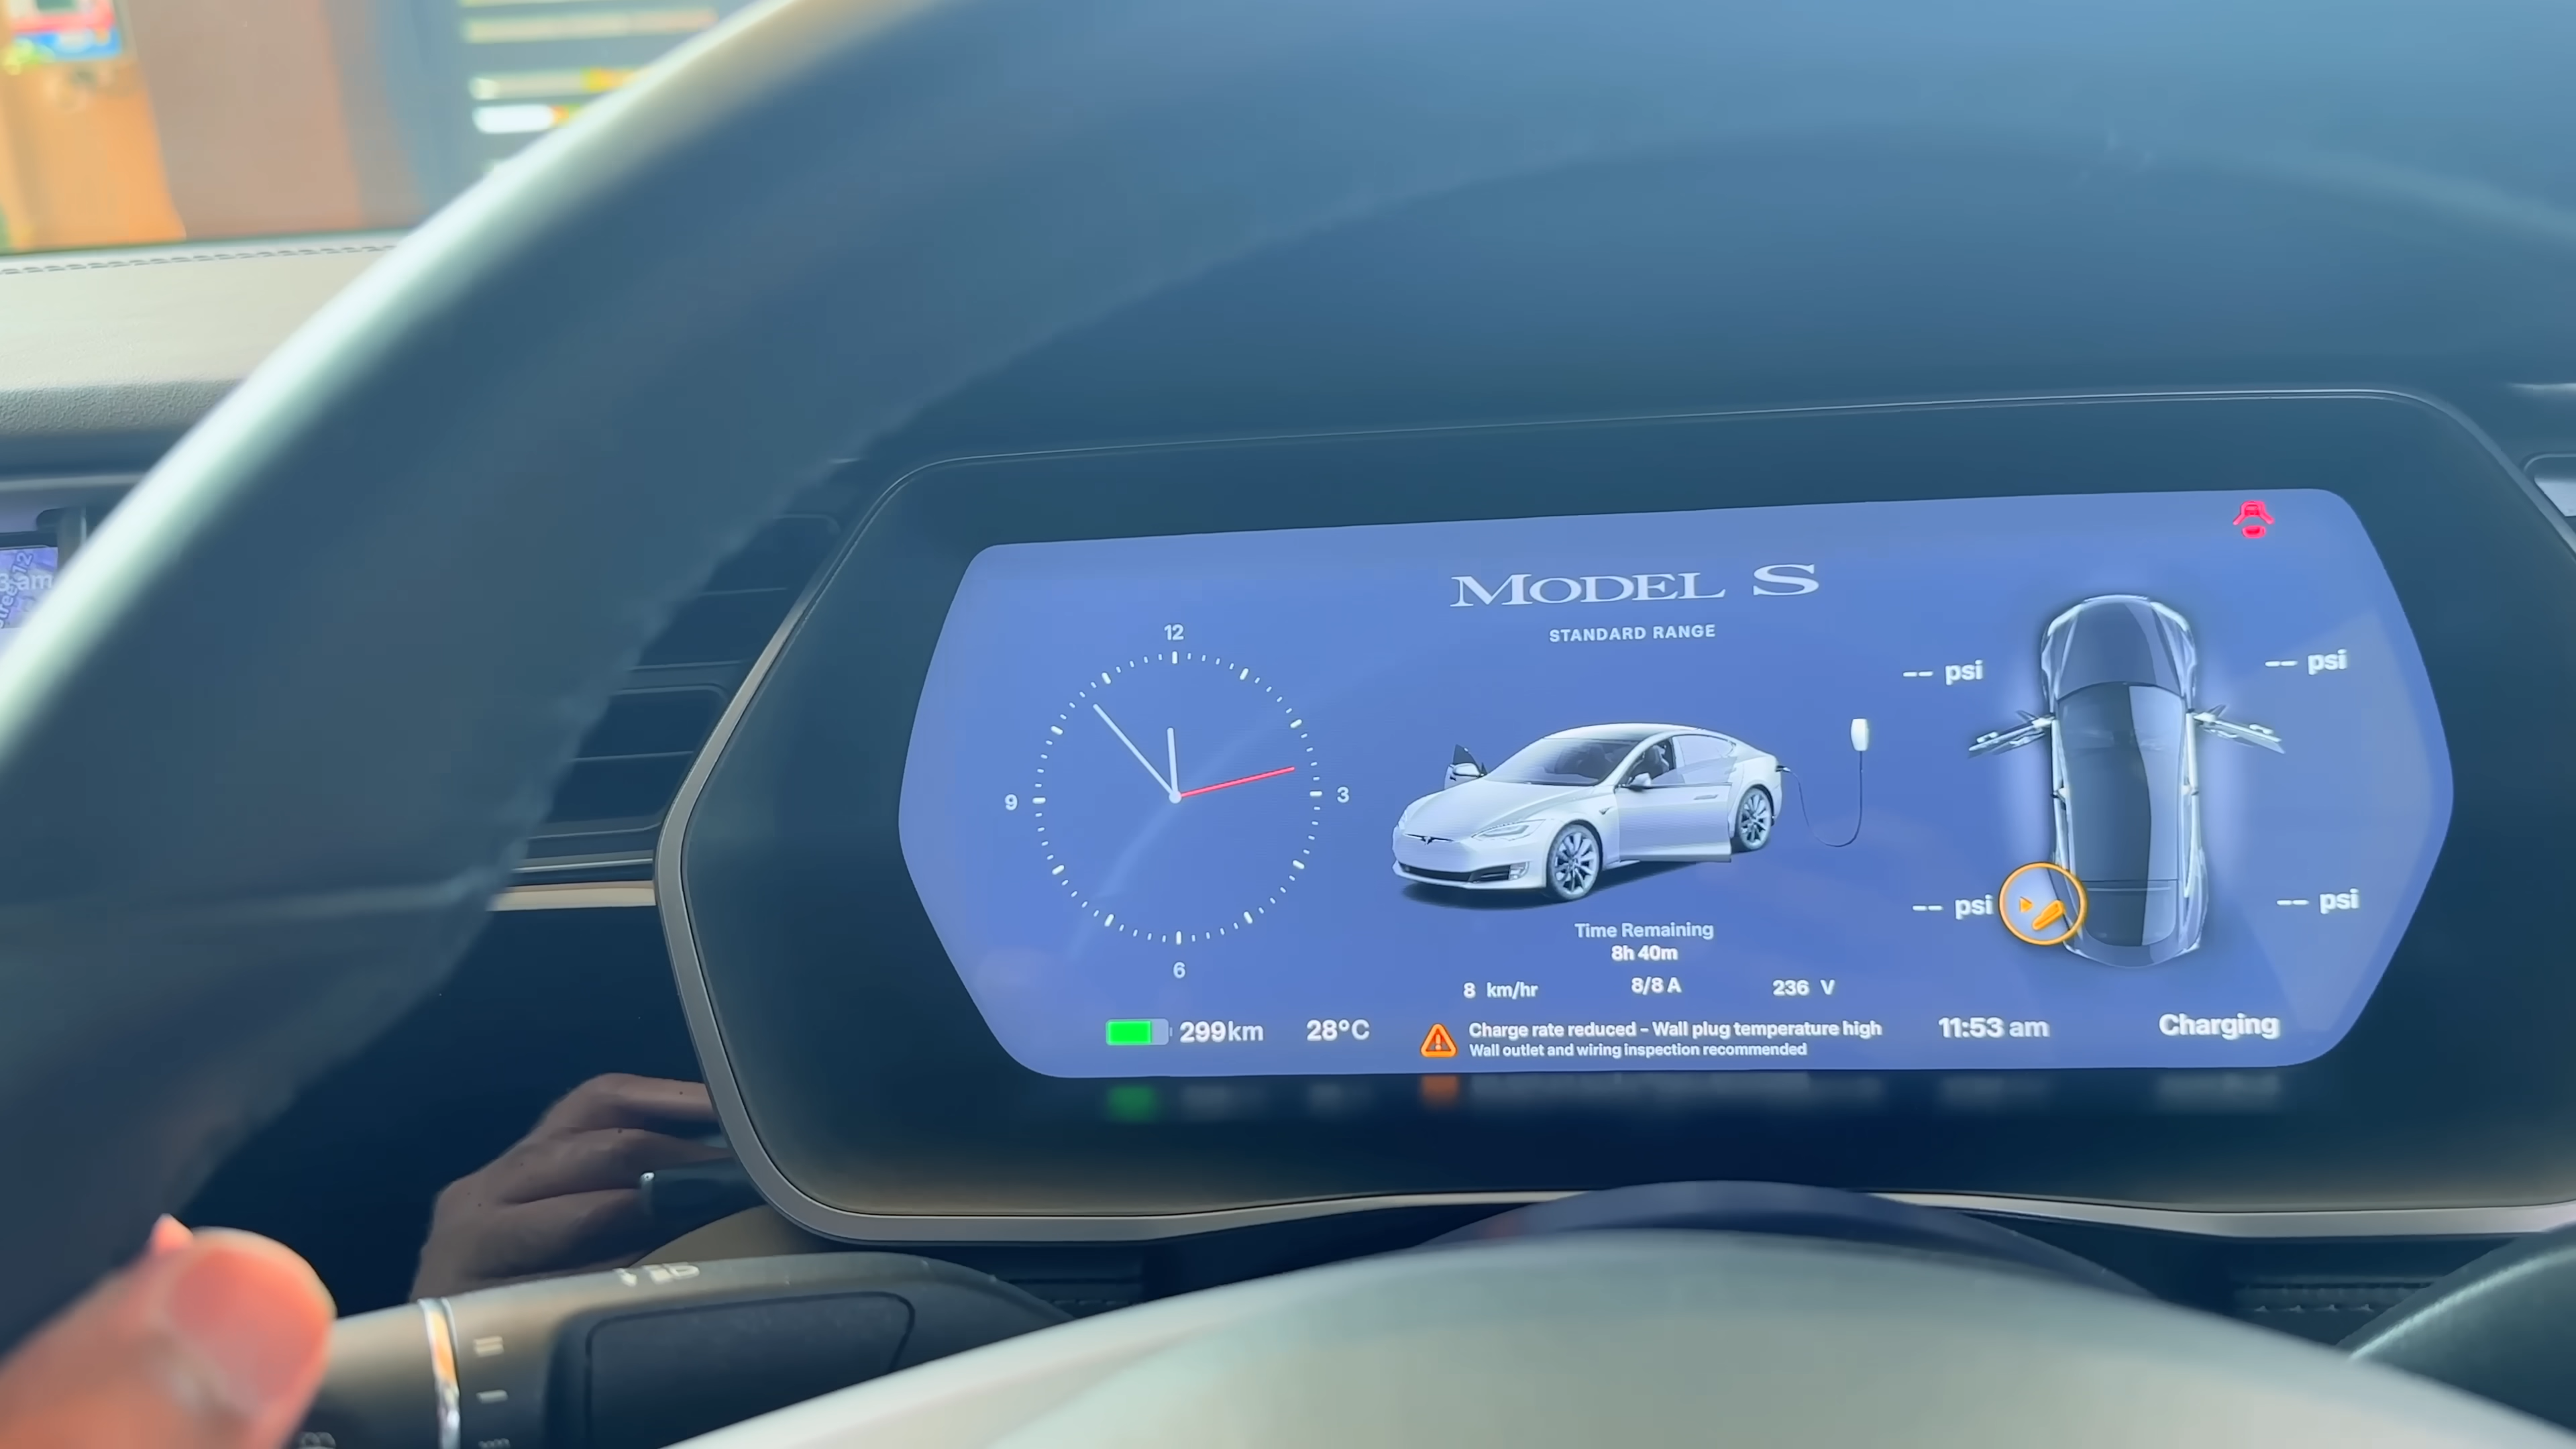 3 am
MODEL S
STANDARD RANGE
12
9
3
6
-- psi
-- psi
-- psi
-- psi
Time Remaining
8h 40m
8 km/hr
8/8 A
236 V
299km
28°C
Charge rate reduced - Wall plug temperature high
Wall outlet and wiring inspection recommended
11:53 am
Charging